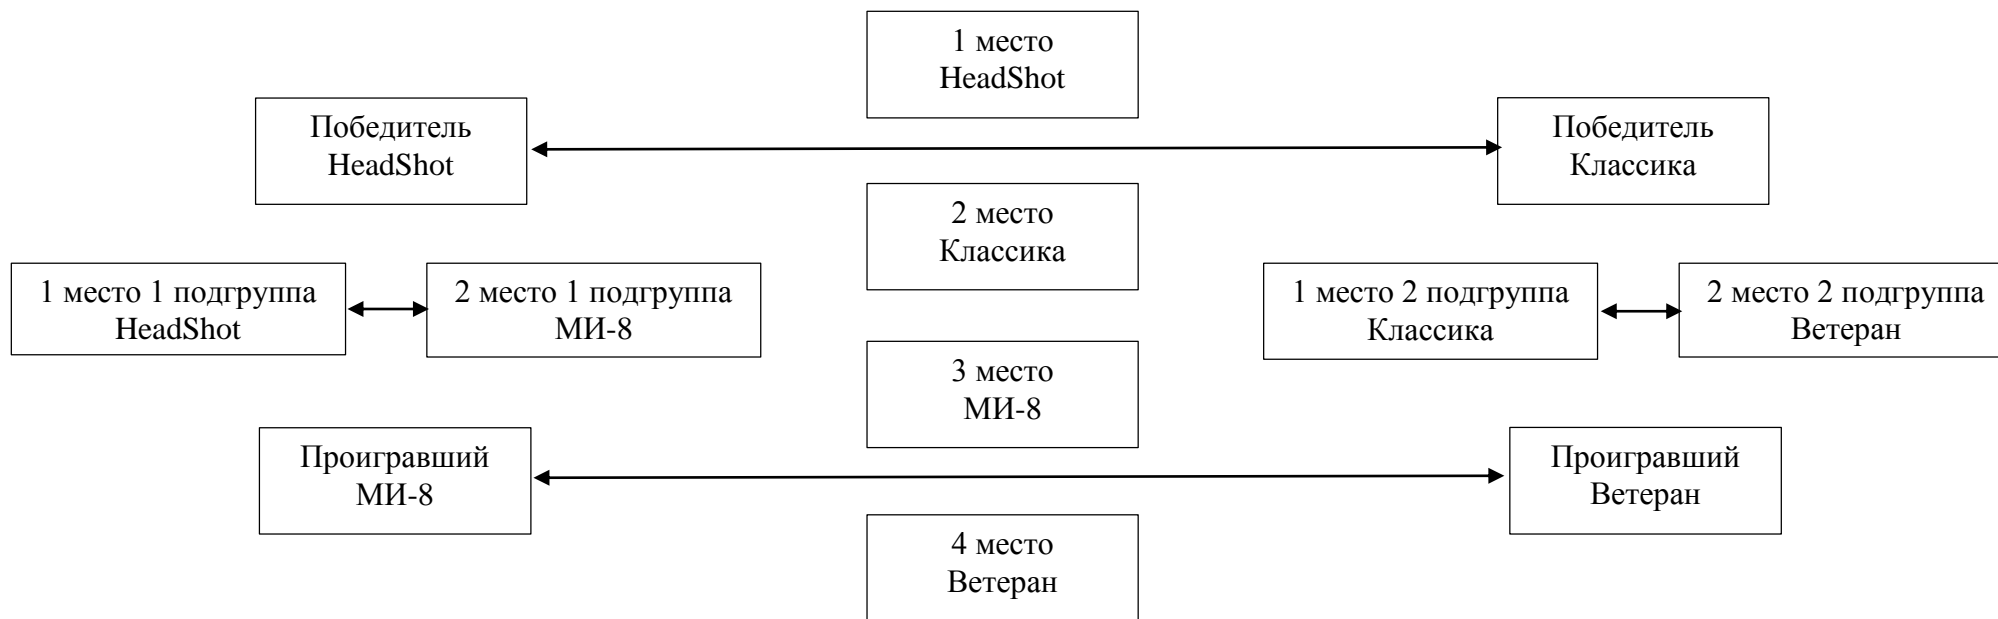 1 место
HeadShot
Победитель
HeadShot
Победитель
Классика
2 место
Классика
1 место 1 подгруппа
HeadShot
2 место 1 подгруппа
МИ-8
1 место 2 подгруппа
Классика
2 место 2 подгруппа
Ветеран
3 место
МИ-8
Проигравший
МИ-8
Проигравший
Ветеран
4 место
Ветеран